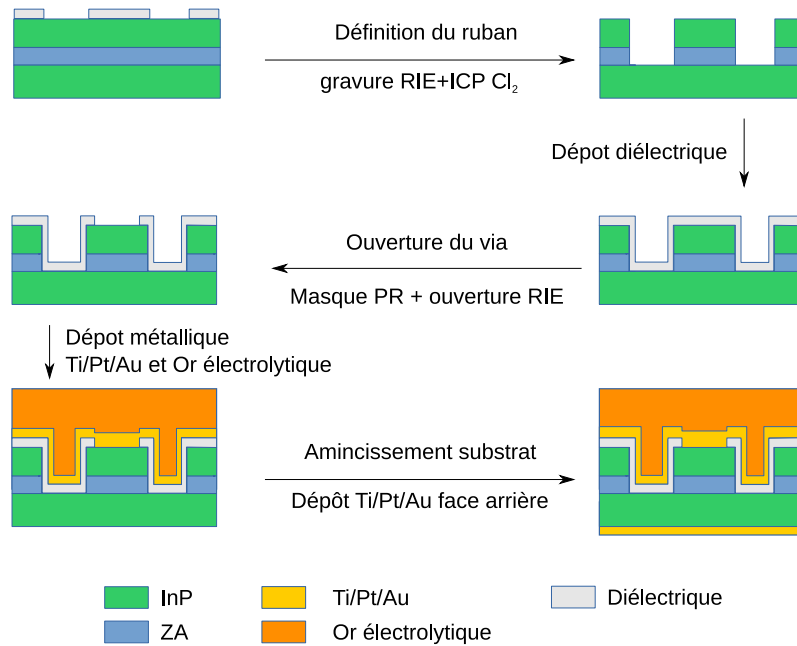 Définition du ruban
gravure RIE+ICP Cl₂
Dépot diélectrique
Ouverture du via
Masque PR + ouverture RIE
Dépot métallique
Ti/Pt/Au et Or électrolytique
Amincissement substrat
Dépôt Ti/Pt/Au face arrière
InP
Ti/Pt/Au
Diélectrique
ZA
Or électrolytique